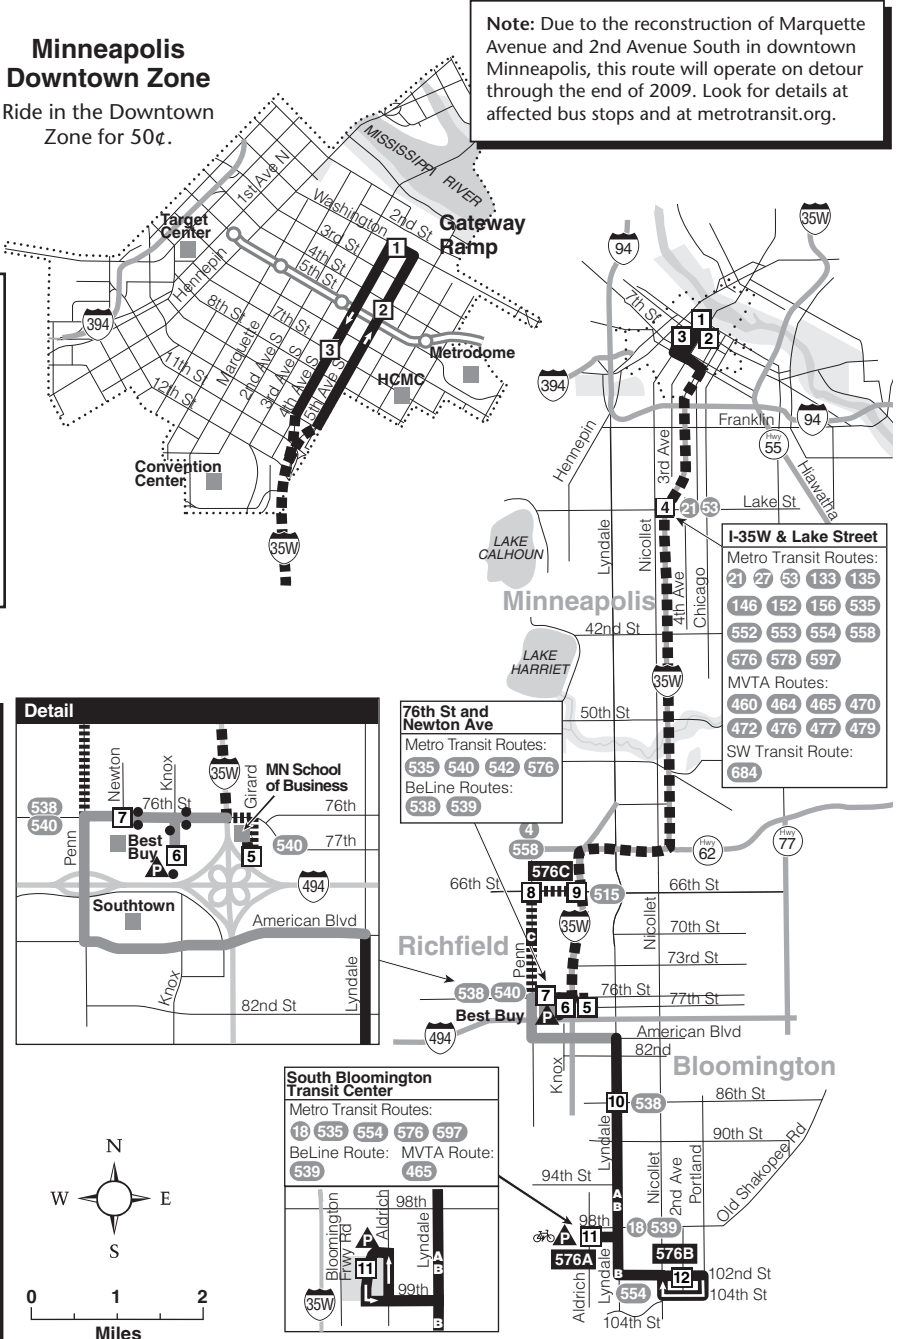 Minneapolis
Downtown Zone
Ride in the Downtown
Zone for 50¢.
Note: Due to the reconstruction of Marquette
Avenue and 2nd Avenue South in downtown
Minneapolis, this route will operate on detour
through the end of 2009. Look for details at
affected bus stops and at metrotransit.org.
MISSISSIPPI RIVER
1st Ave N
Washington
2nd St
Gateway
Ramp
Target
Center
3rd St
4th St
5th St
Hennepin
1
2
3
8th St
7th St
394
Marquette
2nd Ave S
3rd Ave S
4th Ave S
5th Ave S
Metrodome
HCMC
11th St
12th St
Convention
Center
35W
35W
94
7th St
1
3
2
394
Franklin
94
Hwy
55
Hennepin
3rd Ave
Hiawatha
4
21
53
Lake St
LAKE
CALHOUN
Lyndale
Nicollet
4th Ave
Chicago
Minneapolis
42nd St
LAKE
HARRIET
35W
50th St
I-35W & Lake Street
Metro Transit Routes:
21 27 53 133 135
146 152 156 535
552 553 554 558
576 578 597
MVTA Routes:
460 464 465 470
472 476 477 479
SW Transit Route:
684
76th St and
Newton Ave
Metro Transit Routes:
535 540 542 576
BeLine Routes:
538 539
Detail
35W
Newton
Knox
Girard
MN School
of Business
538
540
76th St
76th
7
Best
Buy
P
6
5
540
77th
Penn
494
Southtown
American Blvd
Knox
82nd St
Lyndale
4
558
Hwy
62
Hwy
77
576C
66th St
8
9
515
66th St
35W
C
Penn
Nicollet
70th St
73rd St
Richfield
538 540
7
6
5
76th St
77th St
Best Buy
P
494
American Blvd
82nd
Knox
Bloomington
10
538
86th St
Lyndale
90th St
Nicollet
2nd Ave
Portland
Old Shakopee Rd
94th St
A
B
98th
18 539
P
11
576A
576B
B
12
102nd St
104th St
554
Aldrich
Lyndale
104th St
South Bloomington
Transit Center
Metro Transit Routes:
18 535 554 576 597
BeLine Route:
539
MVTA Route:
465
98th
Bloomington
Frwy Rd
Aldrich
Lyndale
P
11
A
B
99th
35W
B
N
W
E
S
0 1 2
Miles